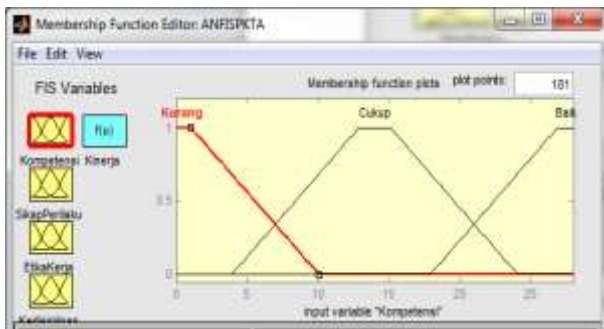 Membership Function Editor: ANFISPKTA
File Edit View
FIS Variables
Membership function plots
plot points:
181
f(u)
Kompetensi
Kinerja
SikapPerilaku
EtikaKerja
Kurang
Cukup
Baik
1
0.5
0
0
5
10
15
20
25
input variable "Kompetensi"